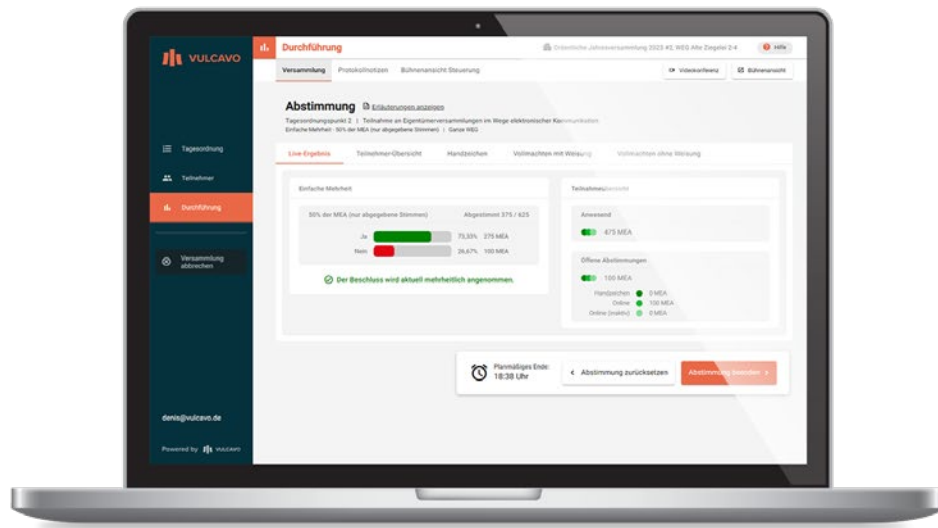 VULCAVO
Durchführung
Ordentliche Jahresversammlung 2023 #2, WEG Alte Ziegelei 2-4
Hilfe
Versammlung
Protokollnotizen
Bühnenansicht Steuerung
Videokonferenz
Bühnenansicht
Abstimmung
Erläuterungen anzeigen
Tagesordnungspunkt 2 | Teilnahme an Eigentümerversammlungen im Wege elektronischer Kommunikation
Einfache Mehrheit - 50% der MEA (nur abgegebene Stimmen) | Ganze WEG
Tagesordnung
Teilnehmer
Durchführung
Versammlung
abbrechen
Live-Ergebnis
Teilnehmer-Übersicht
Handzeichen
Vollmachten mit Weisung
Vollmachten ohne Weisung
Einfache Mehrheit
50% der MEA (nur abgegebene Stimmen)
Abgestimmt 375 / 625
Ja
73,33% 275 MEA
Nein
26,67% 100 MEA
Der Beschluss wird aktuell mehrheitlich angenommen.
Teilnahmeübersicht
Anwesend
475 MEA
Offene Abstimmungen
100 MEA
Handzeichen 0 MEA
Online 100 MEA
Online (inaktiv) 0 MEA
Planmäßiges Ende:
18:38 Uhr
Abstimmung zurücksetzen
Abstimmung beenden
denis@vulcavo.de
Powered by VULCAVO